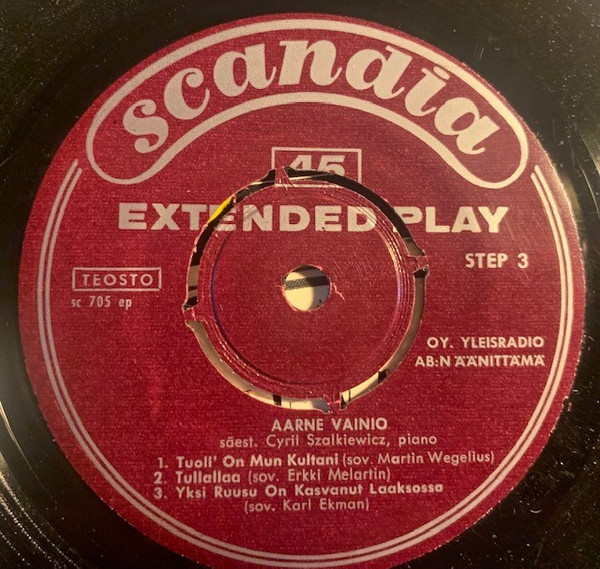 scandia
45
EXTENDED PLAY
STEP 3
TEOSTO
sc 705 ep
OY. YLEISRADIO
AB:N ÄÄNITTÄMÄ
AARNE VAINIO
säest. Cyril Szalkiewicz, piano
1. Tuoll' On Mun Kultani (sov. Martin Wegelius)
2. Tullallaa (sov. Erkki Melartin)
3. Yksi Ruusu On Kasvanut Laaksossa
(sov. Karl Ekman)